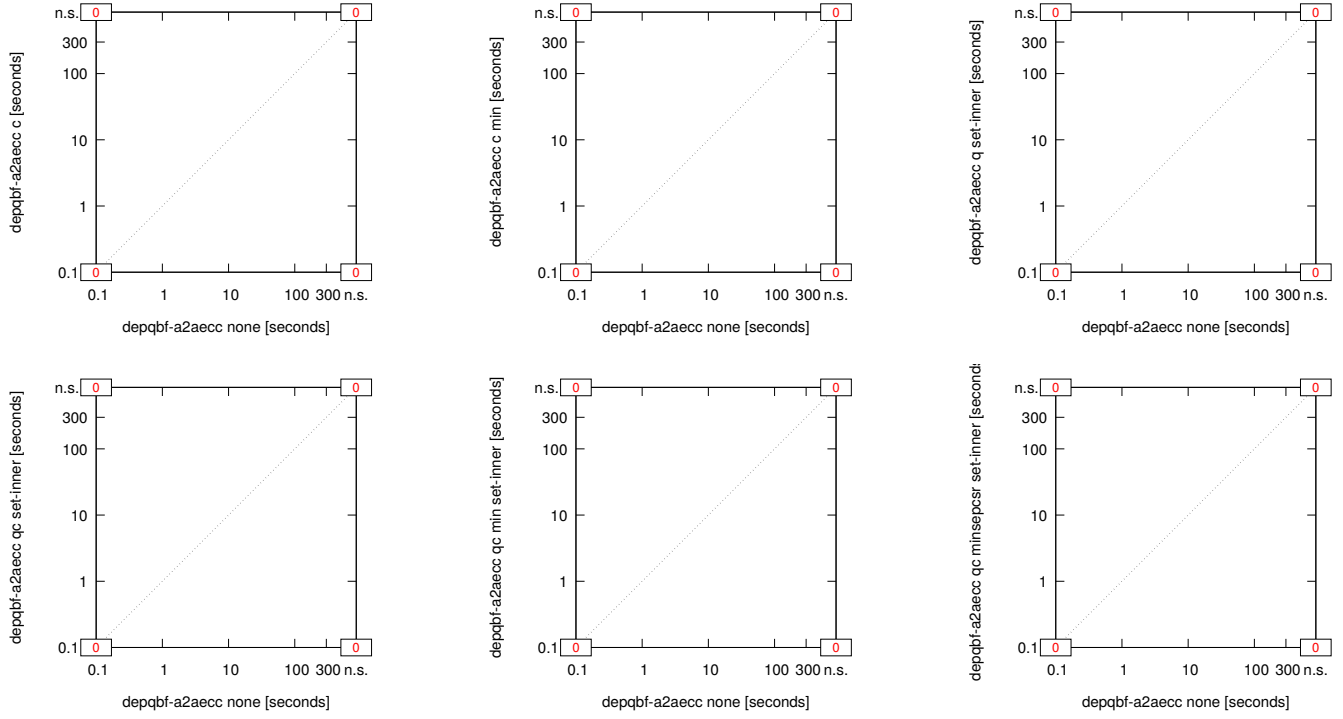 depqbf-a2aecc c [seconds]
n.s. 0 0
300
100
10
1
0.1 0 0
0.1 1 10 100 300 n.s.
depqbf-a2aecc none [seconds]
depqbf-a2aecc c min [seconds]
n.s. 0 0
300
100
10
1
0.1 0 0
0.1 1 10 100 300 n.s.
depqbf-a2aecc none [seconds]
depqbf-a2aecc q set-inner [seconds]
n.s. 0 0
300
100
10
1
0.1 0 0
0.1 1 10 100 300 n.s.
depqbf-a2aecc none [seconds]
depqbf-a2aecc qc set-inner [seconds]
n.s. 0 0
300
100
10
1
0.1 0 0
0.1 1 10 100 300 n.s.
depqbf-a2aecc none [seconds]
depqbf-a2aecc qc min set-inner [seconds]
n.s. 0 0
300
100
10
1
0.1 0 0
0.1 1 10 100 300 n.s.
depqbf-a2aecc none [seconds]
depqbf-a2aecc qc minsepcsr set-inner [second
n.s. 0 0
300
100
10
1
0.1 0 0
0.1 1 10 100 300 n.s.
depqbf-a2aecc none [seconds]